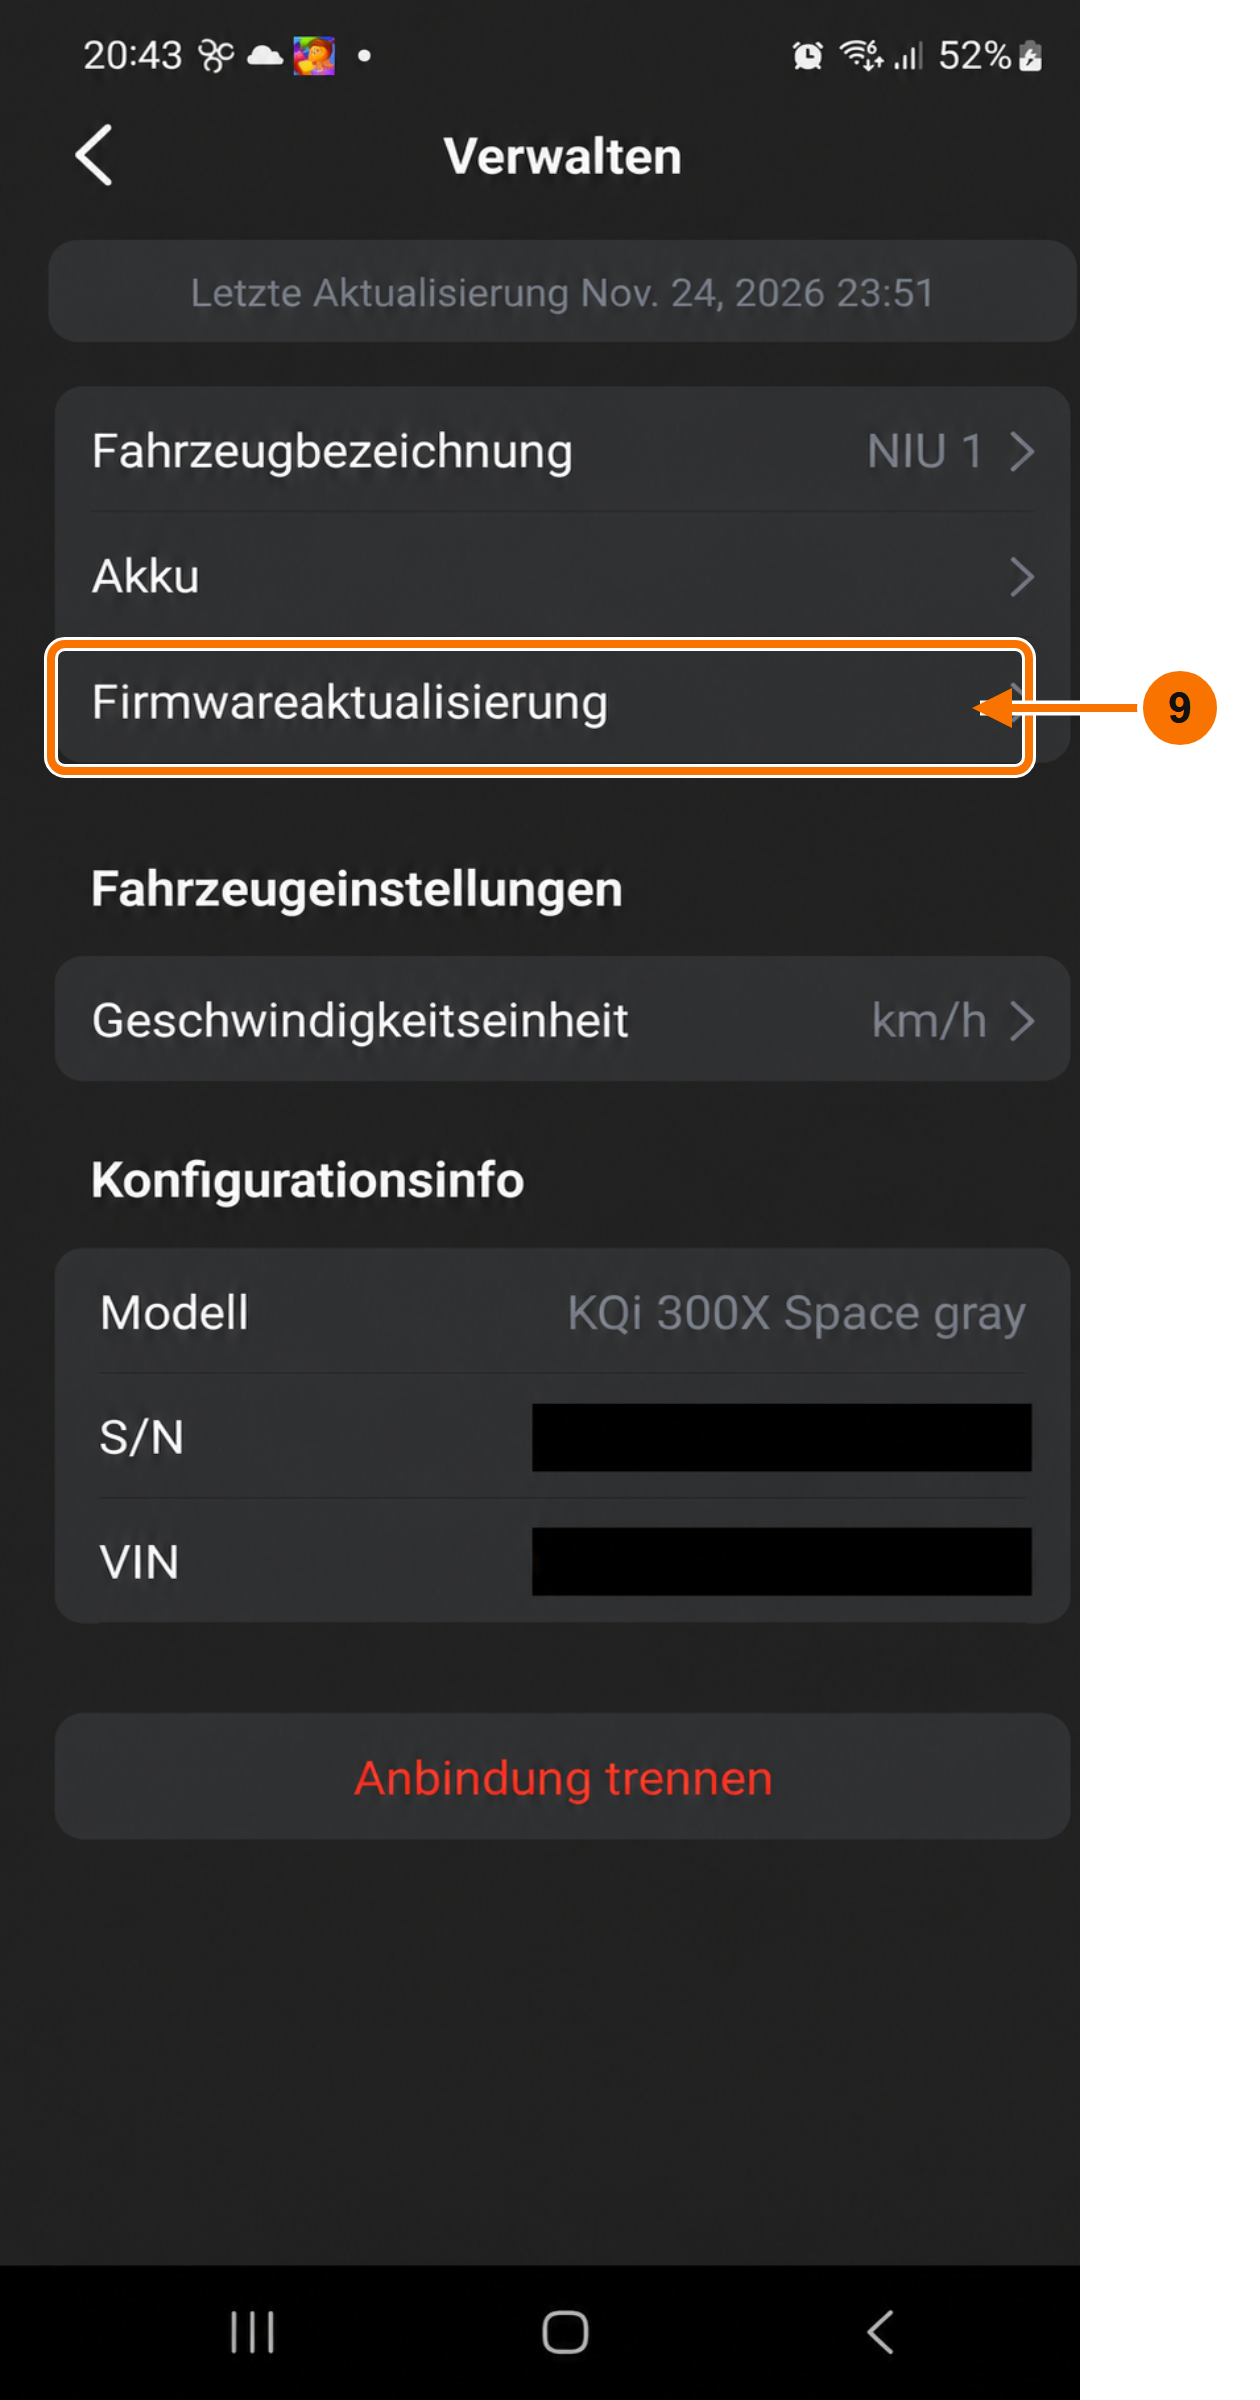 20:43 52%
Verwalten
Letzte Aktualisierung Nov. 24, 2026 23:51
Fahrzeugbezeichnung NIU 1
Akku
Firmwareaktualisierung
9
Fahrzeugeinstellungen
Geschwindigkeitseinheit km/h
Konfigurationsinfo
Modell KQi 300X Space gray
S/N
VIN
Anbindung trennen